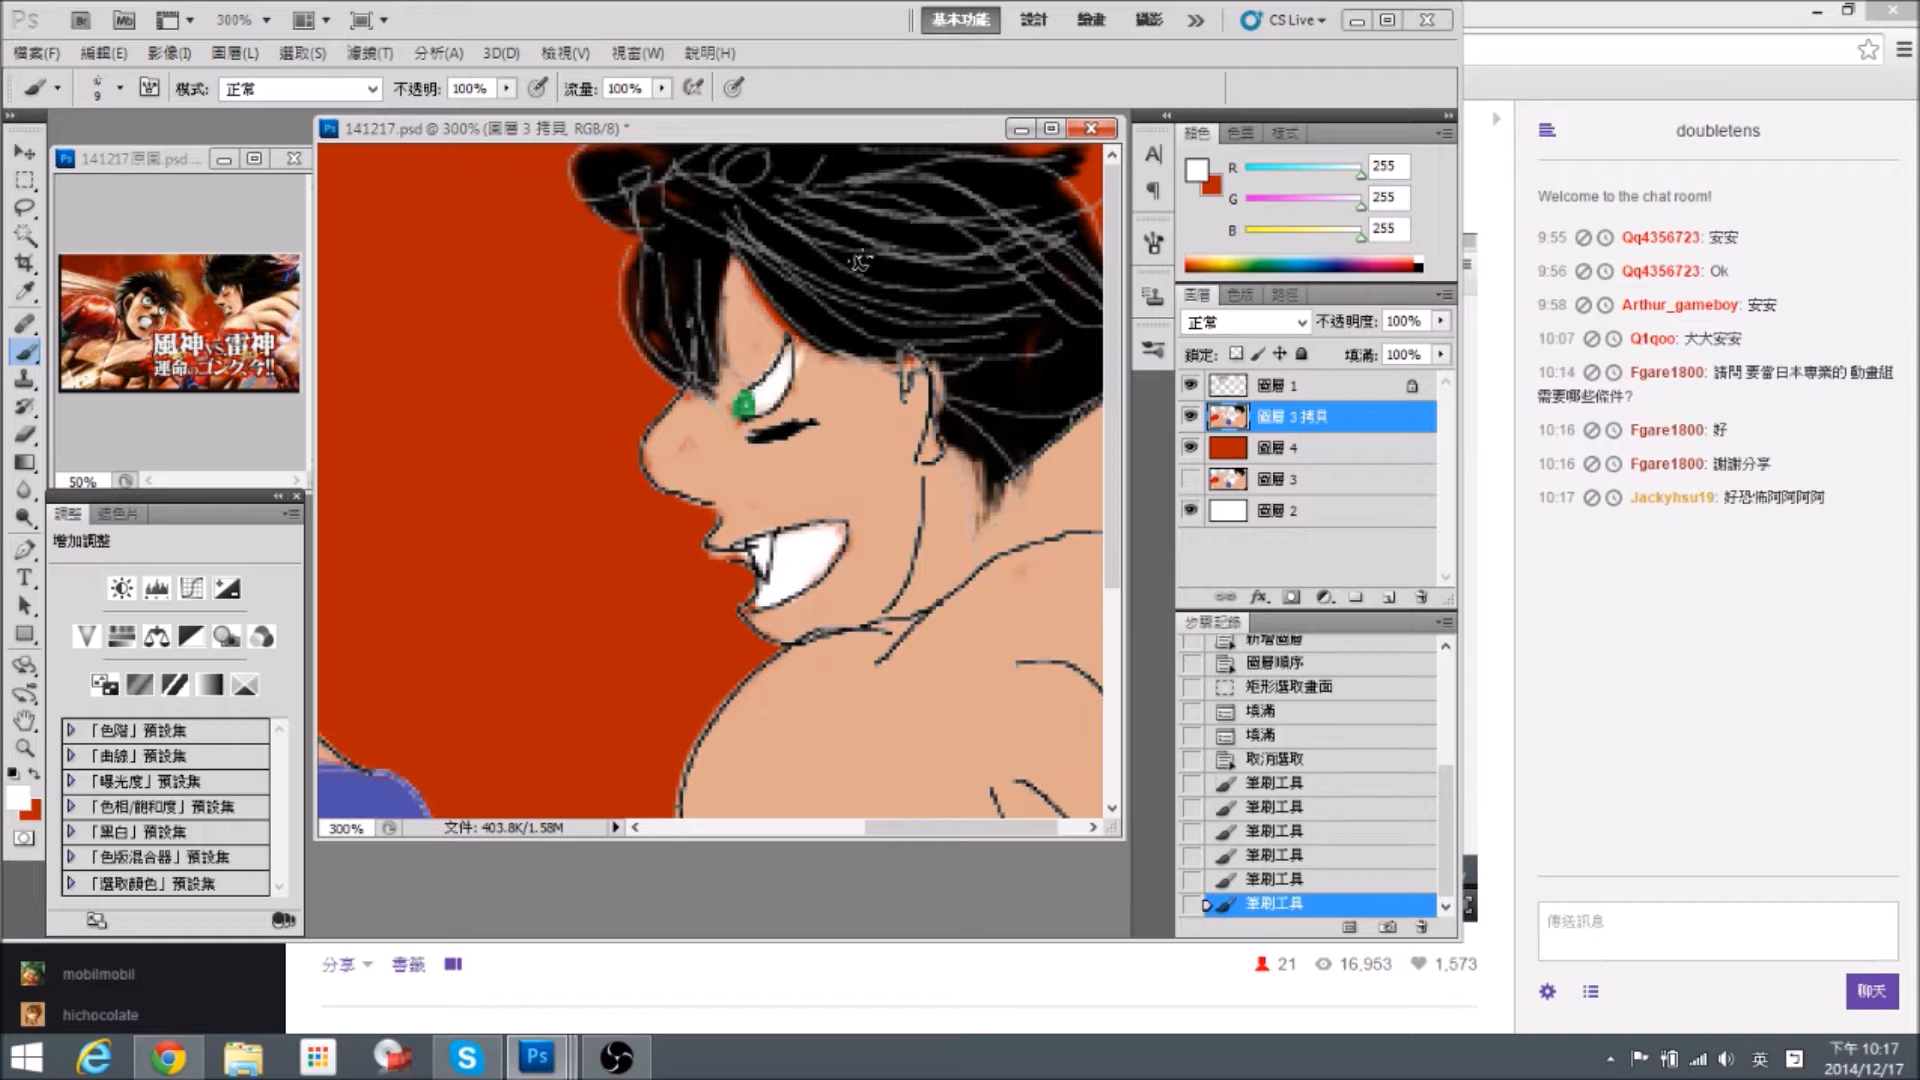 Ps Br Mb 300% 基本功能 設計 繪畫 攝影 CS Live
檔案(F) 編輯(E) 影像(I) 圖層(L) 選取(S) 濾鏡(T) 分析(A) 3D(D) 檢視(V) 視窗(W) 說明(H)
9 模式: 正常 不透明: 100% 流量: 100%
141217原圖.psd ...
風神vs雷神
運命のゴング、今!!
50%
141217.psd @ 300% (圖層 3 拷貝, RGB/8) *
300% 文件: 403.8K/1.58M
調整 遮色片
增加調整
「色階」預設集
「曲線」預設集
「曝光度」預設集
「色相/飽和度」預設集
「黑白」預設集
「色版混合器」預設集
「選取顏色」預設集
顏色 色票 樣式
R 255
G 255
B 255
圖層 色版 路徑
正常 不透明度: 100%
鎖定: 填滿: 100%
圖層 1
圖層 3 拷貝
圖層 4
圖層 3
圖層 2
步驟記錄
新增圖層
圖層順序
矩形選取畫面
填滿
填滿
取消選取
筆刷工具
筆刷工具
筆刷工具
筆刷工具
筆刷工具
筆刷工具
doubletens
Welcome to the chat room!
9:55 Qq4356723: 安安
9:56 Qq4356723: Ok
9:58 Arthur_gameboy: 安安
10:07 Q1qoo: 大大安安
10:14 Fgare1800: 請問 要當日本專業的 動畫組
需要哪些條件?
10:16 Fgare1800: 好
10:16 Fgare1800: 謝謝分享
10:17 Jackyhsu19: 好恐怖阿阿阿阿
傳送訊息
聊天
分享 書籤 21 16,953 1,573
mobilmobil
hichocolate
英
下午 10:17
2014/12/17